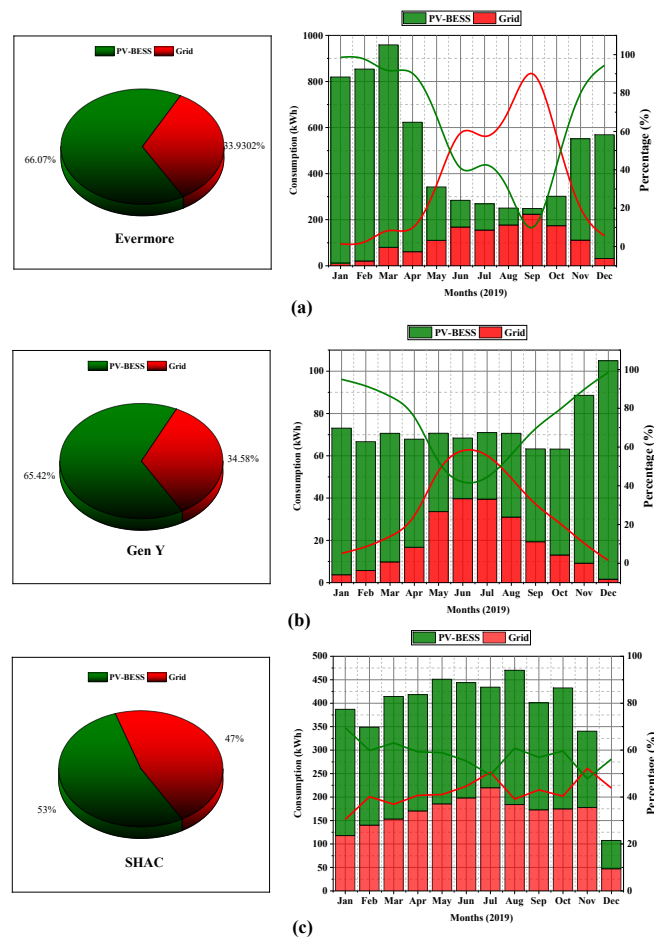 PV-BESS Grid
66.07%
33.9302%
Evermore
PV-BESS Grid
Consumption (kWh)
1000
800
600
400
200
0
100
80
60
40
20
0
Percentage (%)
Jan Feb Mar Apr May Jun Jul Aug Sep Oct Nov Dec
Months (2019)
(a)
PV-BESS Grid
65.42%
34.58%
Gen Y
PV-BESS Grid
Consumption (kWh)
100
80
60
40
20
0
100
80
60
40
20
0
Percentage (%)
Jan Feb Mar Apr May Jun Jul Aug Sep Oct Nov Dec
Months (2019)
(b)
PV-BESS Grid
53%
47%
SHAC
PV-BESS Grid
Consumption (kWh)
500
450
400
350
300
250
200
150
100
50
0
100
80
60
40
20
0
Percentage (%)
Jan Feb Mar Apr May Jun Jul Aug Sep Oct Nov Dec
Months (2019)
(c)